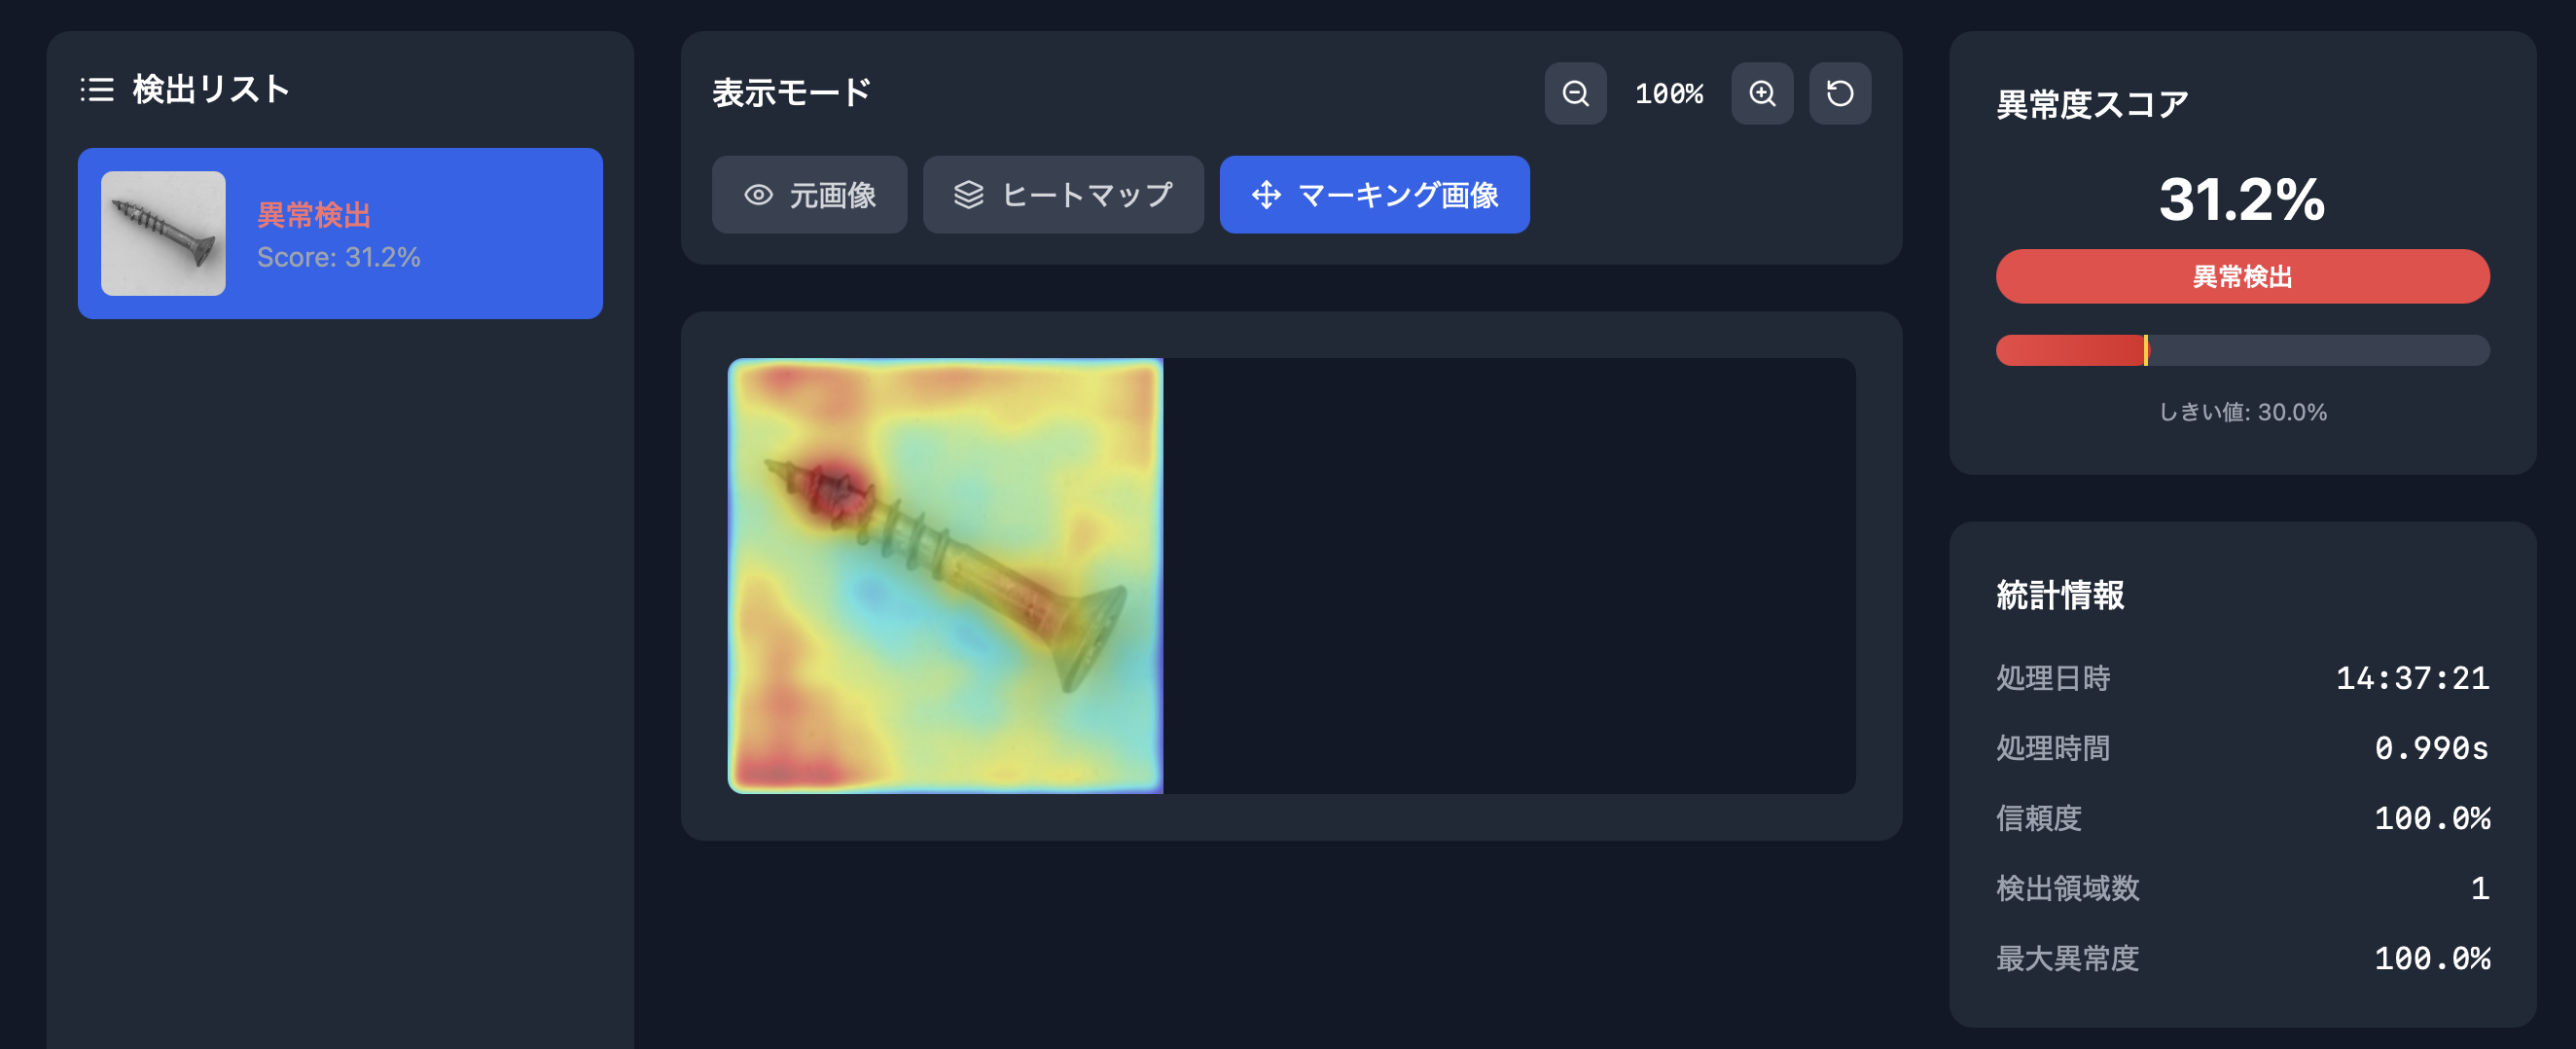 検出リスト
異常検出
Score: 31.2%
表示モード
100%
元画像
ヒートマップ
マーキング画像
異常度スコア
31.2%
異常検出
しきい値: 30.0%
統計情報
処理日時 14:37:21
処理時間 0.990s
信頼度 100.0%
検出領域数 1
最大異常度 100.0%